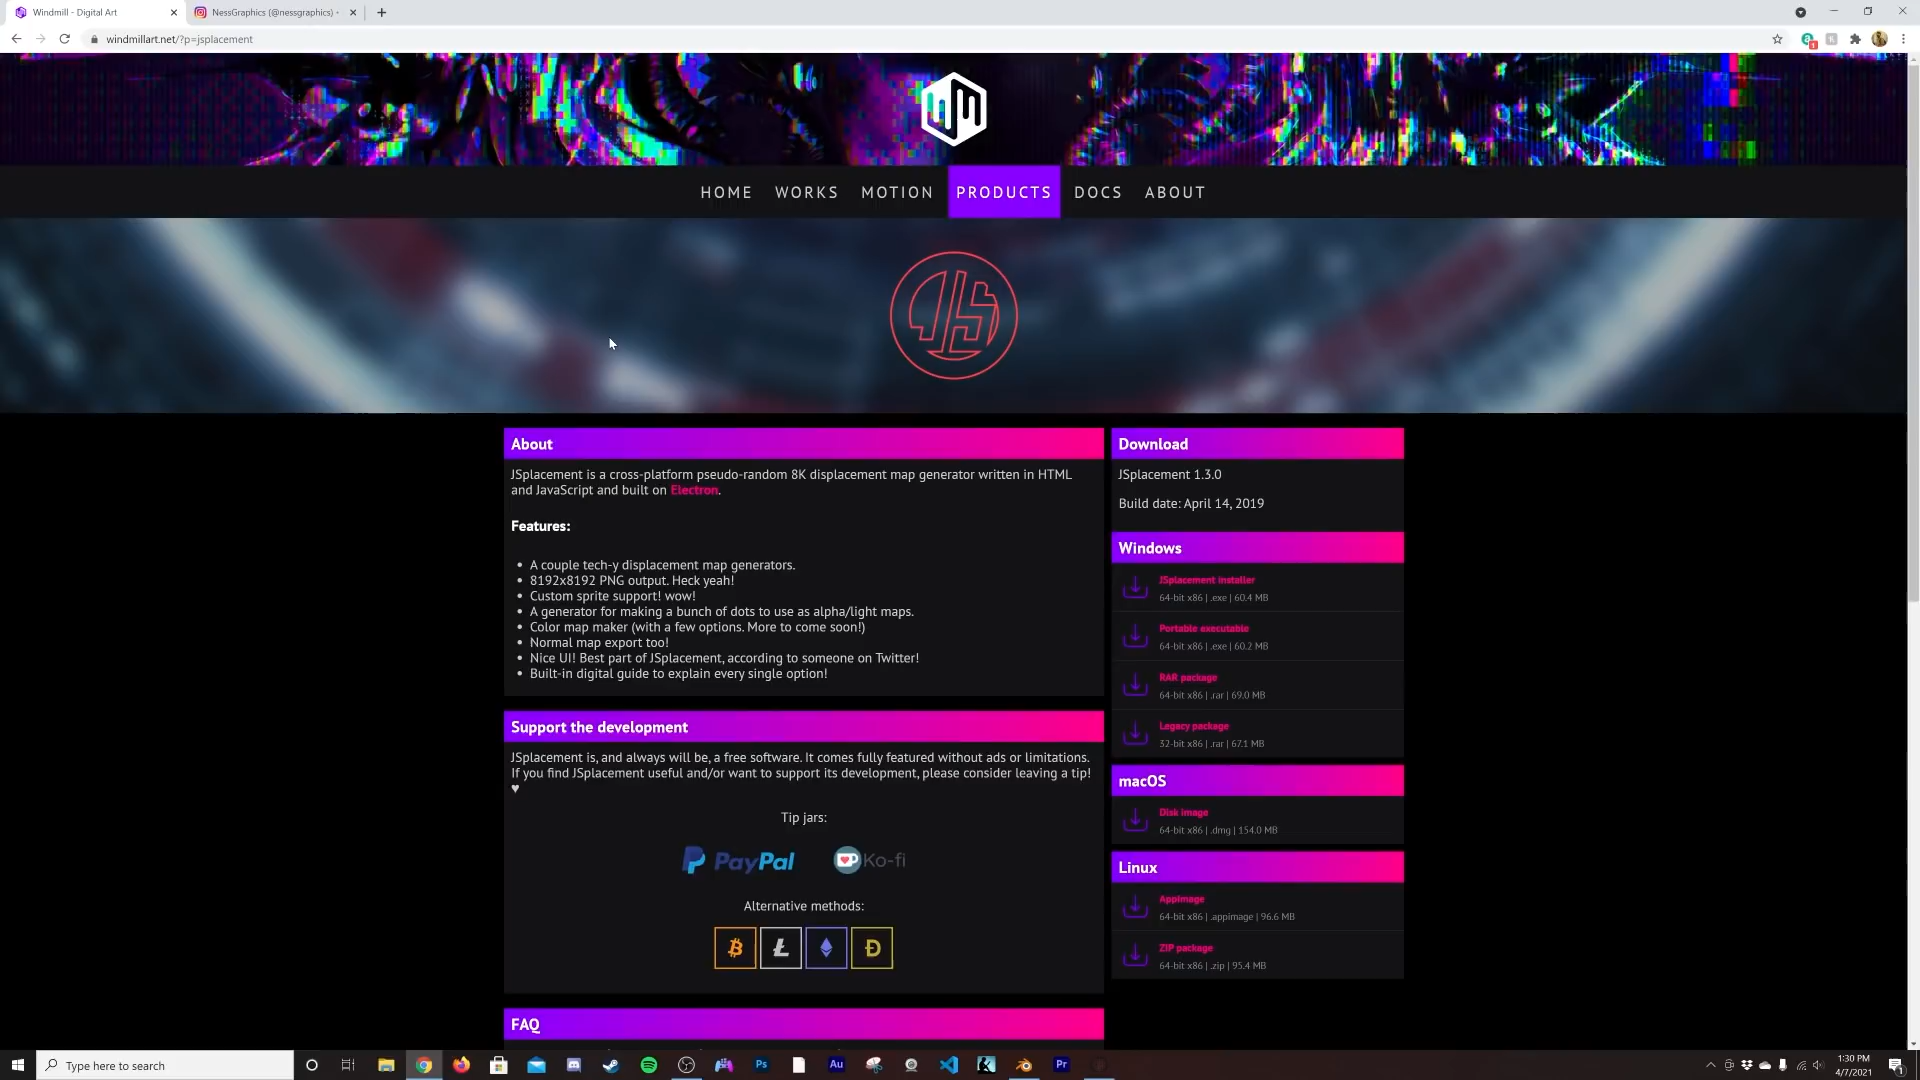 Windmill - Digital Art
NessGraphics (@nessgraphics) •
windmillart.net/?p=jsplacement
WM
HOME WORKS MOTION PRODUCTS DOCS ABOUT
JS
About
JSplacement is a cross-platform pseudo-random 8K displacement map generator written in HTML
and JavaScript and built on Electron.
Features:
• A couple tech-y displacement map generators.
• 8192x8192 PNG output. Heck yeah!
• Custom sprite support! wow!
• A generator for making a bunch of dots to use as alpha/light maps.
• Color map maker (with a few options. More to come soon!)
• Normal map export too!
• Nice UI! Best part of JSplacement, according to someone on Twitter!
• Built-in digital guide to explain every single option!
Support the development
JSplacement is, and always will be, a free software. It comes fully featured without ads or limitations.
If you find JSplacement useful and/or want to support its development, please consider leaving a tip!
♥
Tip jars:
PayPal Ko-fi
Alternative methods:
FAQ
Download
JSplacement 1.3.0
Build date: April 14, 2019
Windows
JSplacement installer
64-bit x86 | .exe | 60.4 MB
Portable executable
64-bit x86 | .exe | 60.2 MB
RAR package
64-bit x86 | .rar | 69.0 MB
Legacy package
32-bit x86 | .rar | 67.1 MB
macOS
Disk image
64-bit x86 | .dmg | 154.0 MB
Linux
AppImage
64-bit x86 | .appimage | 96.6 MB
ZIP package
64-bit x86 | .zip | 95.4 MB
Type here to search
Ps
Au
Pr
1:30 PM
4/7/2021